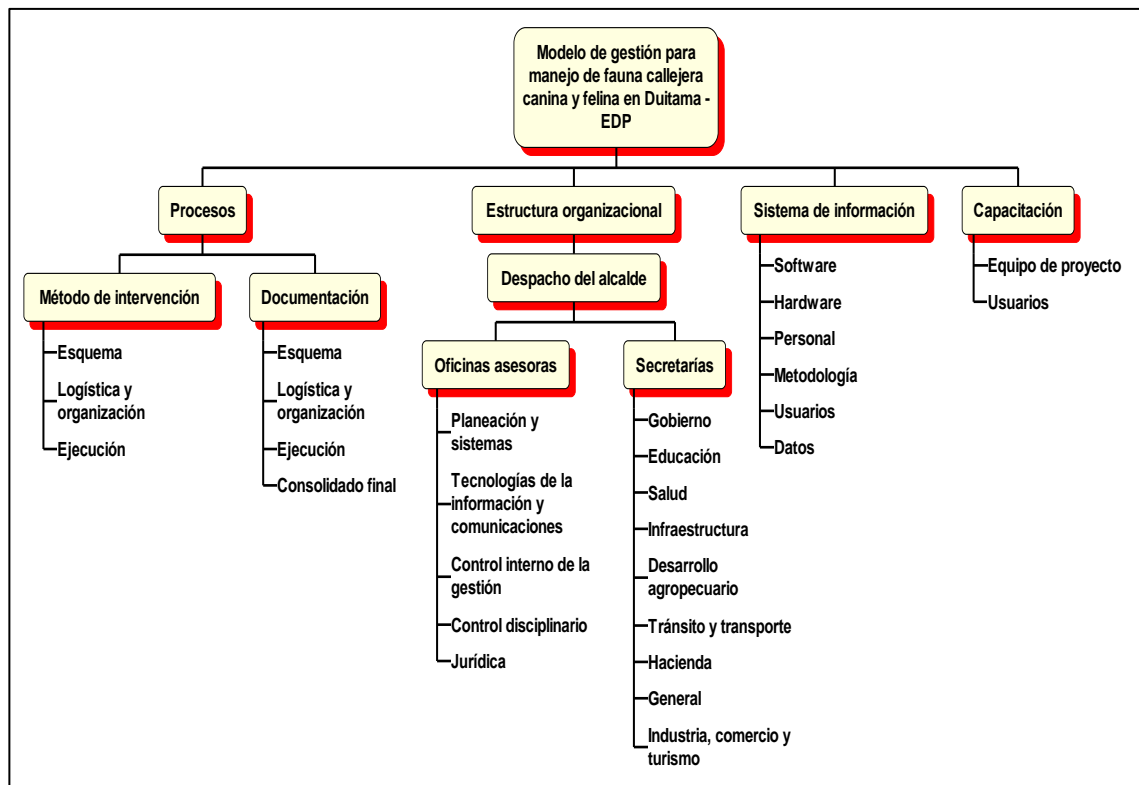 Modelo de gestión para
manejo de fauna callejera
canina y felina en Duitama -
EDP
Procesos
Estructura organizacional
Sistema de información
Capacitación
Método de intervención
Esquema
Logística y
organización
Ejecución
Documentación
Esquema
Logística y
organización
Ejecución
Consolidado final
Despacho del alcalde
Oficinas asesoras
Planeación y
sistemas
Tecnologías de la
información y
comunicaciones
Control interno de la
gestión
Control disciplinario
Jurídica
Secretarías
Gobierno
Educación
Salud
Infraestructura
Desarrollo
agropecuario
Tránsito y transporte
Hacienda
General
Industria, comercio y
turismo
Software
Hardware
Personal
Metodología
Usuarios
Datos
Equipo de proyecto
Usuarios